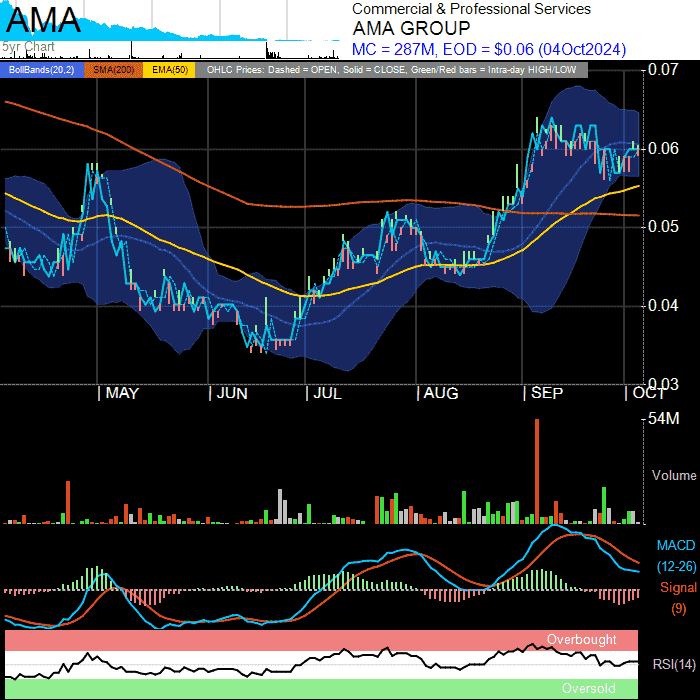 AMA
5yr Chart
Commercial & Professional Services
AMA GROUP
MC = 287M, EOD = $0.06 (04Oct2024)
BollBands(20,2) SMA(200) EMA(50) OHLC Prices: Dashed = OPEN, Solid = CLOSE, Green/Red bars = Intra-day HIGH/LOW
0.07
0.06
0.05
0.04
0.03
MAY JUN JUL AUG SEP OCT
54M
Volume
MACD
(12-26)
Signal
(9)
Overbought
RSI(14)
Oversold